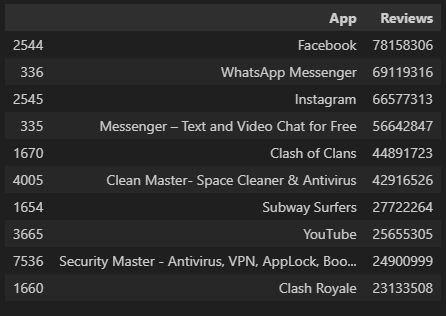 App Reviews
2544 Facebook 78158306
336 WhatsApp Messenger 69119316
2545 Instagram 66577313
335 Messenger – Text and Video Chat for Free 56642847
1670 Clash of Clans 44891723
4005 Clean Master- Space Cleaner & Antivirus 42916526
1654 Subway Surfers 27722264
3665 YouTube 25655305
7536 Security Master - Antivirus, VPN, AppLock, Boo... 24900999
1660 Clash Royale 23133508